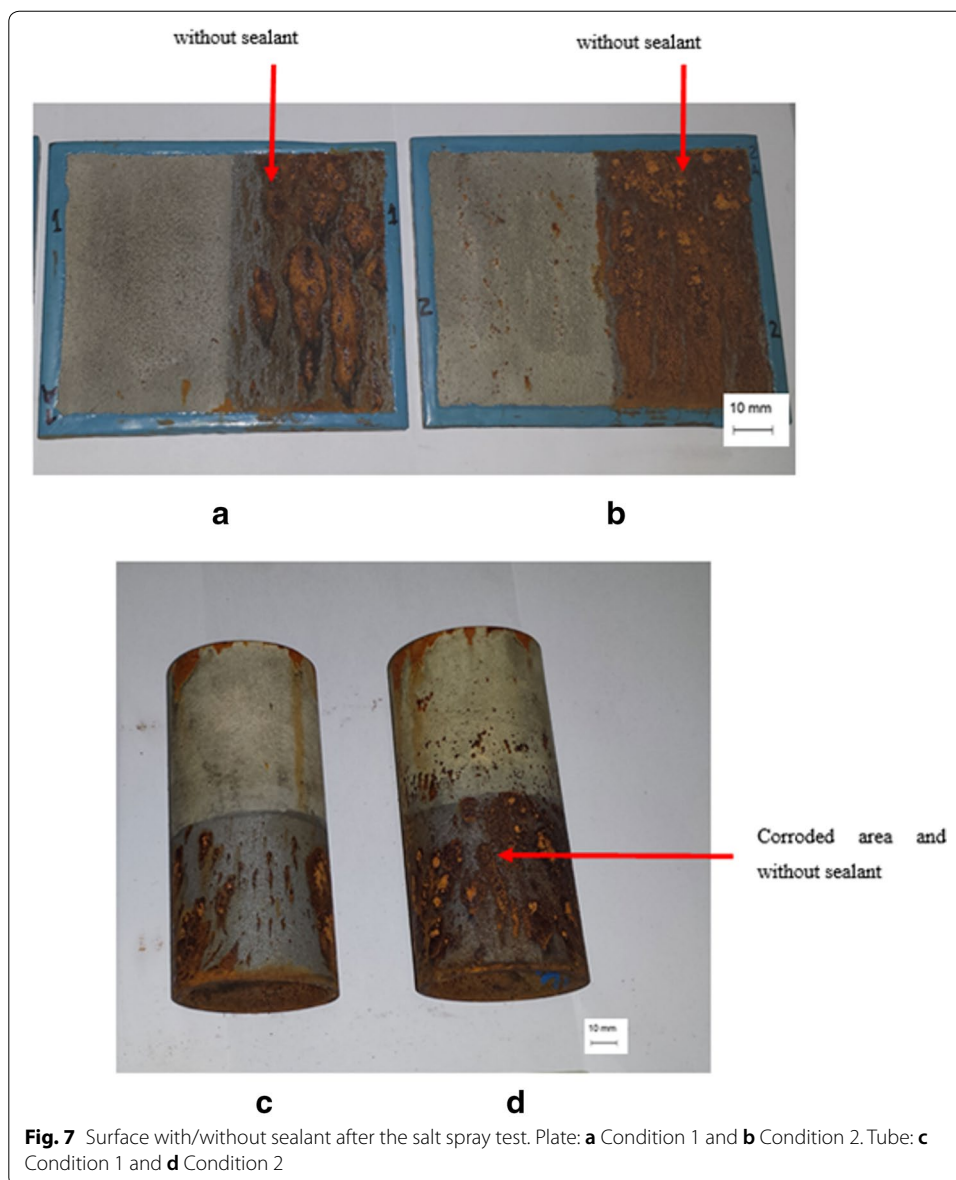 without sealant
without sealant
1
1
2
2
2
10 mm
a
b
Corroded area and
without sealant
10 mm
c
d
Fig. 7 Surface with/without sealant after the salt spray test. Plate: a Condition 1 and b Condition 2. Tube: c
Condition 1 and d Condition 2